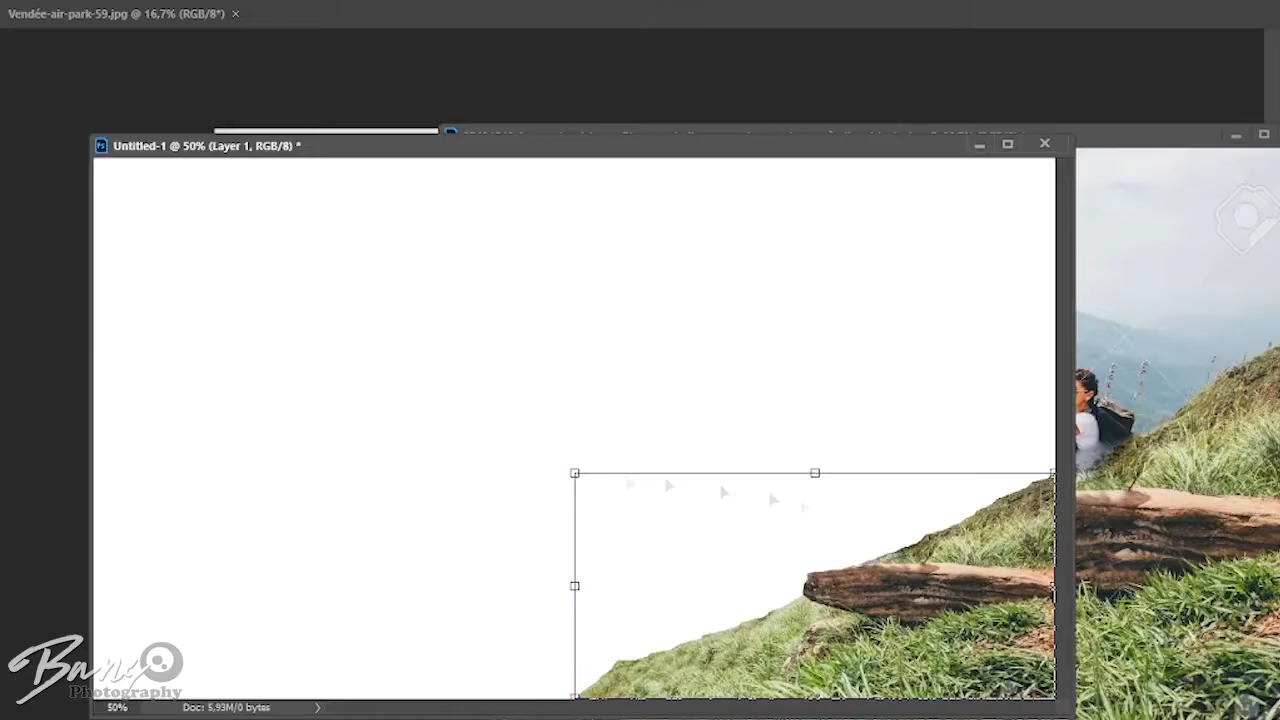 Vendée-air-park-59.jpg @ 16,7% (RGB/8*) ×
Untitled-1 @ 50% (Layer 1, RGB/8) *
50% Doc: 5,93M/0 bytes
Photography